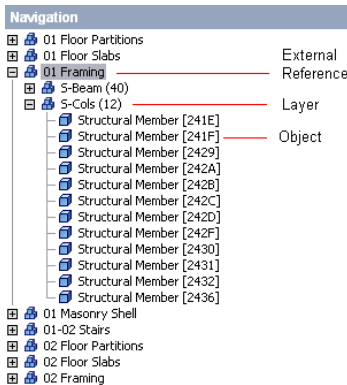 Navigation
01 Floor Partitions
01 Floor Slabs External
01 Framing Reference
S-Beam (40)
S-Cols (12) Layer
Structural Member [241E]
Structural Member [241F] Object
Structural Member [2429]
Structural Member [242A]
Structural Member [242B]
Structural Member [242C]
Structural Member [242D]
Structural Member [242F]
Structural Member [2430]
Structural Member [2431]
Structural Member [2432]
Structural Member [2436]
01 Masonry Shell
01-02 Stairs
02 Floor Partitions
02 Floor Slabs
02 Framing